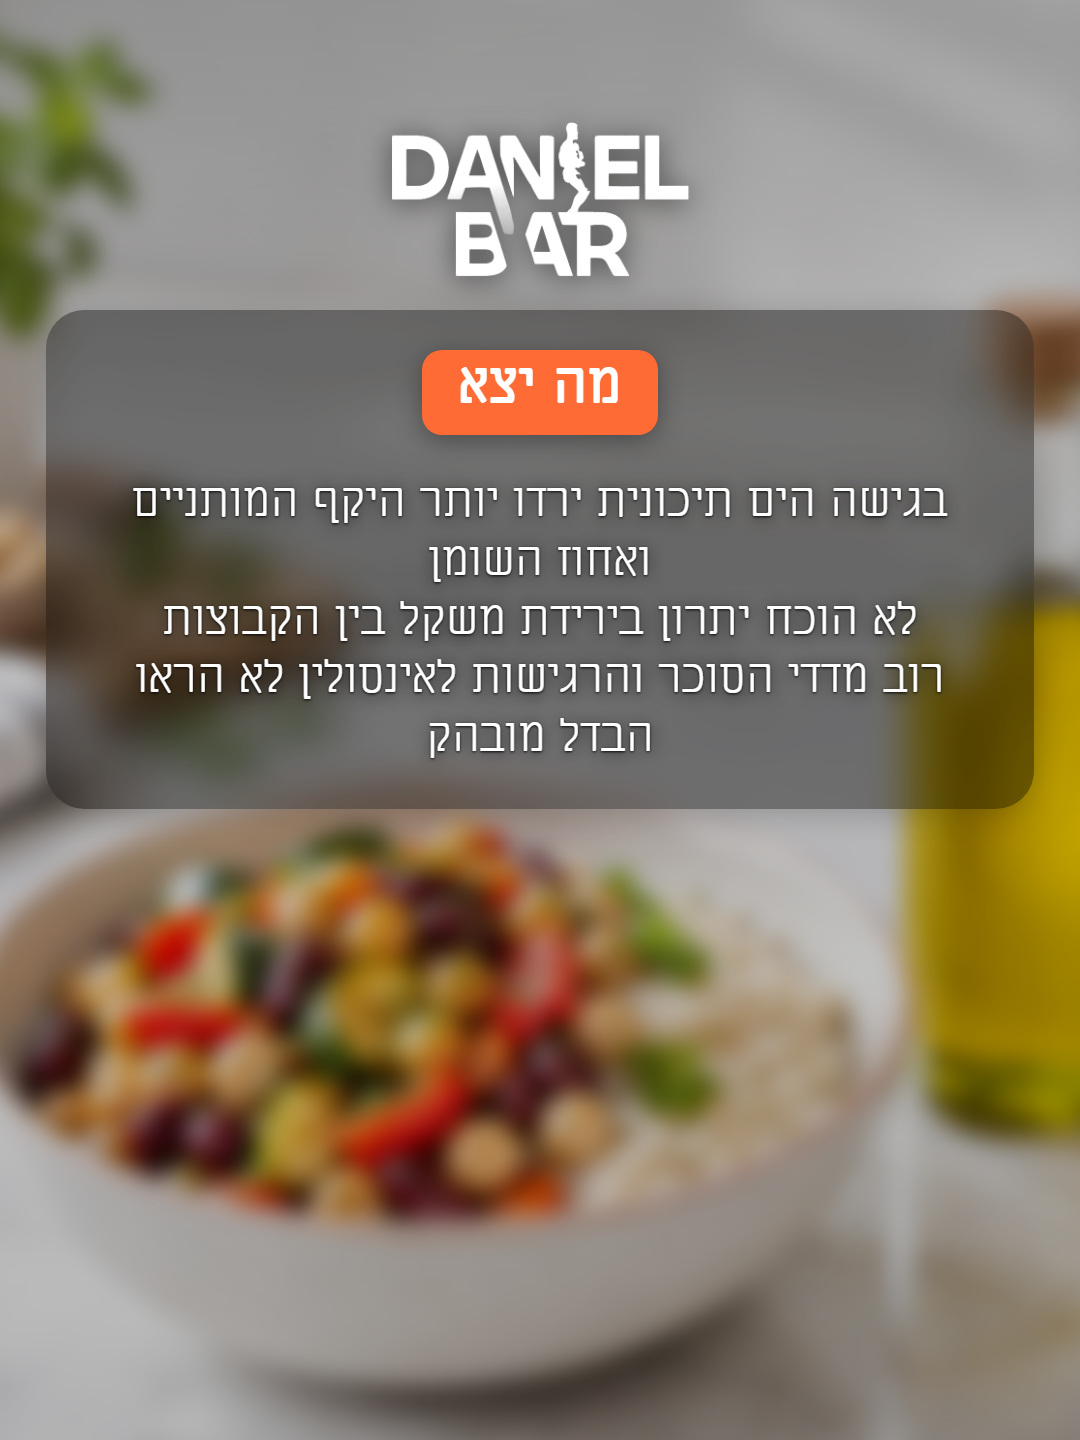 DANIEL
BAR
מה יצא
בגישה הים תיכונית ירדו יותר היקף המותניים
ואחוז השומן
לא הוכח יתרון בירידת משקל בין הקבוצות
רוב מדדי הסוכר והרגישות לאינסולין לא הראו
הבדל מובהק